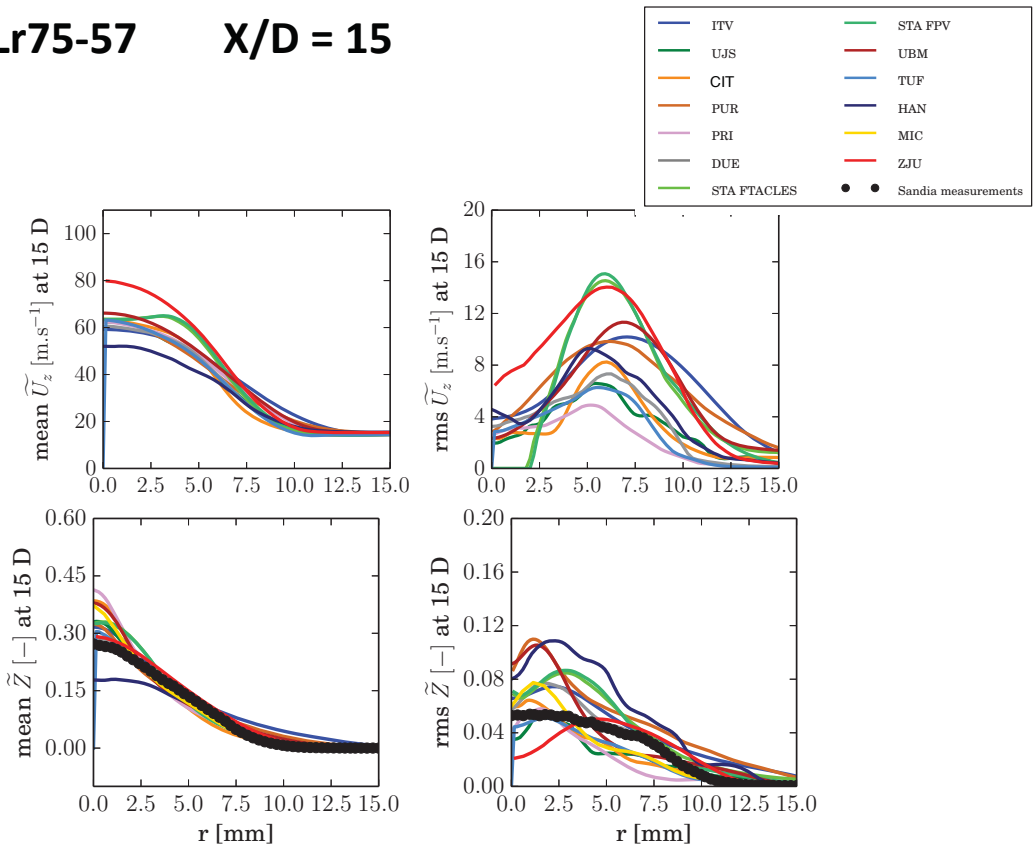 Lr75-57 X/D = 15
ITV STA FPV
UJS UBM
CIT TUF
PUR HAN
PRI MIC
DUE ZJU
STA FTACLES Sandia measurements
mean Ũz [m.s⁻¹] at 15 D
100
80
60
40
20
0
0.0 2.5 5.0 7.5 10.0 12.5 15.0
rms Ũz [m.s⁻¹] at 15 D
20
16
12
8
4
0
0.0 2.5 5.0 7.5 10.0 12.5 15.0
mean Z̃ [−] at 15 D
0.60
0.45
0.30
0.15
0.00
0.0 2.5 5.0 7.5 10.0 12.5 15.0
r [mm]
rms Z̃ [−] at 15 D
0.20
0.16
0.12
0.08
0.04
0.00
0.0 2.5 5.0 7.5 10.0 12.5 15.0
r [mm]